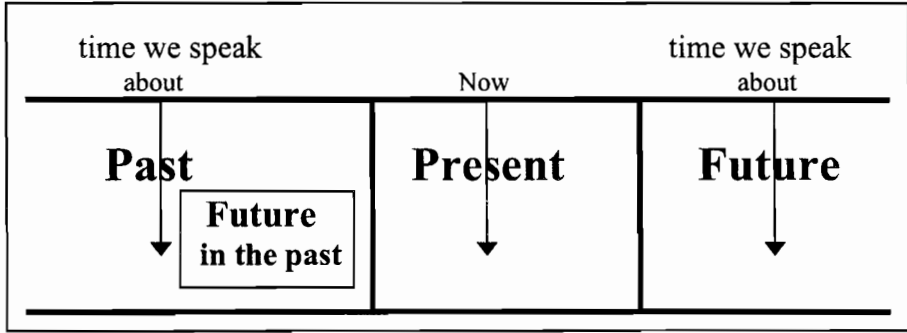 time we speak
about
Now
time we speak
about
Past
Present
Future
Future
in the past